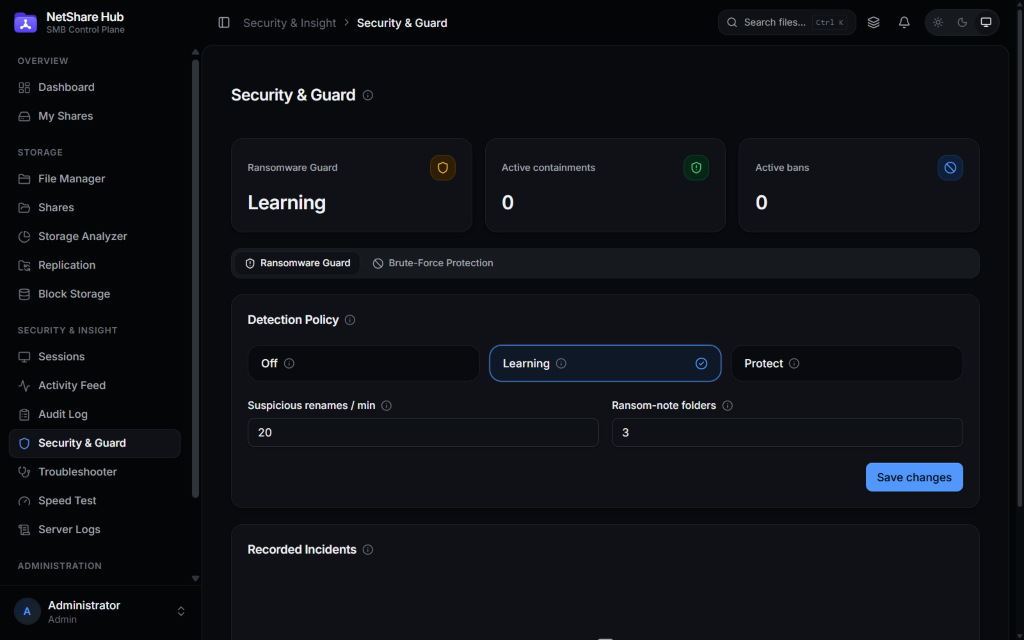 NetShare Hub
SMB Control Plane
OVERVIEW
Dashboard
My Shares
STORAGE
File Manager
Shares
Storage Analyzer
Replication
Block Storage
SECURITY & INSIGHT
Sessions
Activity Feed
Audit Log
Security & Guard
Troubleshooter
Speed Test
Server Logs
ADMINISTRATION
A
Administrator
Admin
Security & Insight > Security & Guard
Search files... Ctrl K
Security & Guard
Ransomware Guard
Learning
Active containments
0
Active bans
0
Ransomware Guard
Brute-Force Protection
Detection Policy
Off
Learning
Protect
Suspicious renames / min
20
Ransom-note folders
3
Save changes
Recorded Incidents